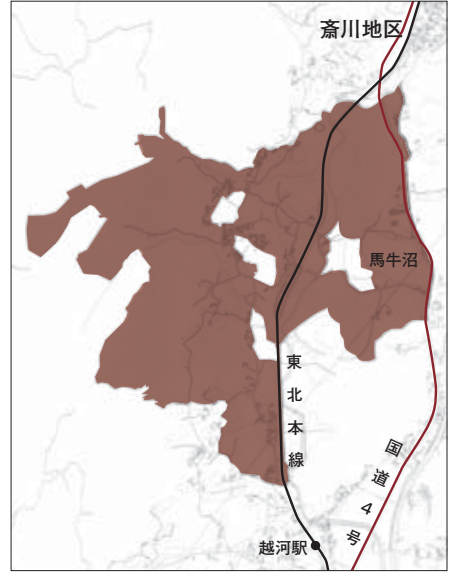 斎川地区
馬牛沼
東北本線
国道4号
越河駅